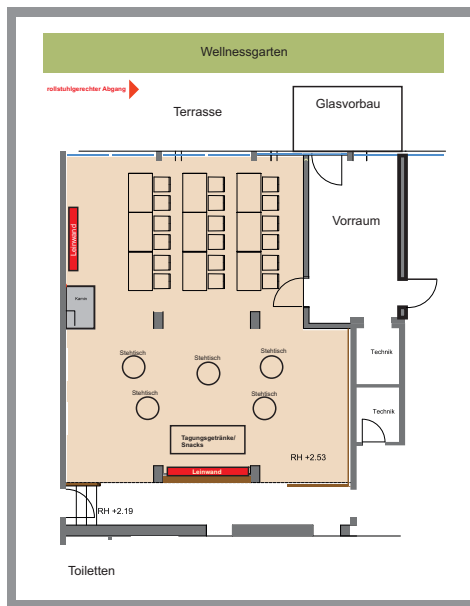 Wellnessgarten
rollstuhlgerechter Abgang
Terrasse
Glasvorbau
Leinwand
Vorraum
Kamin
Stehtisch
Stehtisch
Stehtisch
Technik
Stehtisch
Stehtisch
Technik
Tagungsgetränke/
Snacks
RH +2.53
Leinwand
RH +2.19
Toiletten